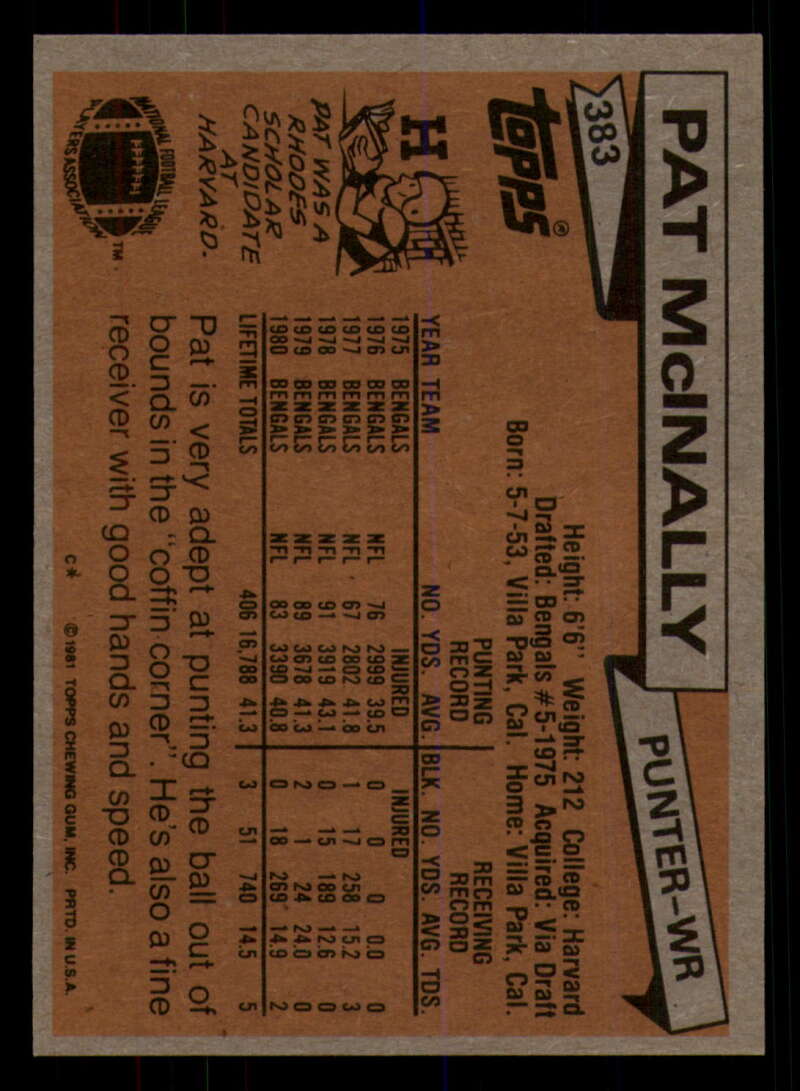 383
PAT McINALLY
PUNTER-WR
TOPPS®
Height: 6'6" Weight: 212 College: Harvard
Drafted: Bengals #5-1975 Acquired: Via Draft
Born: 5-7-53, Villa Park, Cal. Home: Villa Park, Cal.
H
PAT WAS A
RHODES
SCHOLAR
CANDIDATE
AT
HARVARD.
PUNTING RECORD
RECEIVING RECORD
YEAR TEAM NO. YDS. AVG. BLK. NO. YDS. AVG. TDS.
1975 BENGALS INJURED INJURED
1976 BENGALS NFL 76 2999 39.5 0 0 0 0.0 0
1977 BENGALS NFL 67 2802 41.8 1 17 258 15.2 3
1978 BENGALS NFL 91 3919 43.1 0 15 189 12.6 0
1979 BENGALS NFL 89 3678 41.3 2 1 24 24.0 0
1980 BENGALS NFL 83 3390 40.8 0 18 269 14.9 2
LIFETIME TOTALS 406 16,788 41.3 3 51 740 14.5 5
NATIONAL FOOTBALL LEAGUE
PLAYERS ASSOCIATION
TM.
Pat is very adept at punting the ball out of
bounds in the "coffin corner". He's also a fine
receiver with good hands and speed.
C* © 1981 TOPPS CHEWING GUM, INC. PRTD. IN U.S.A.